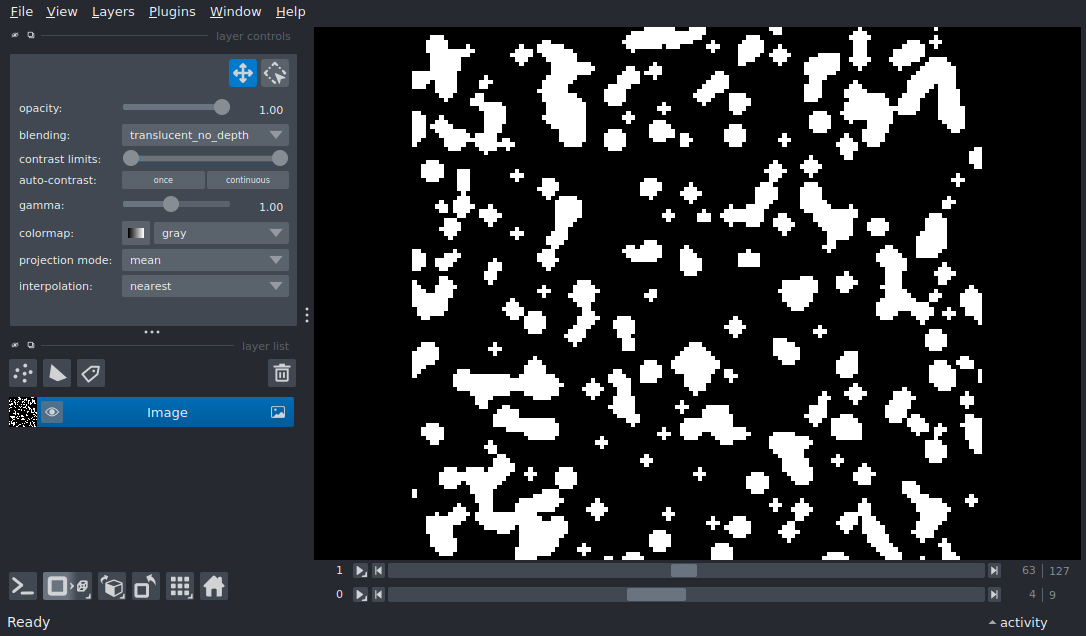 File View Layers Plugins Window Help
layer controls
opacity: 1.00
blending: translucent_no_depth
contrast limits:
auto-contrast: once continuous
gamma: 1.00
colormap: gray
projection mode: mean
interpolation: nearest
layer list
Image
1 63 127
0 4 9
Ready activity